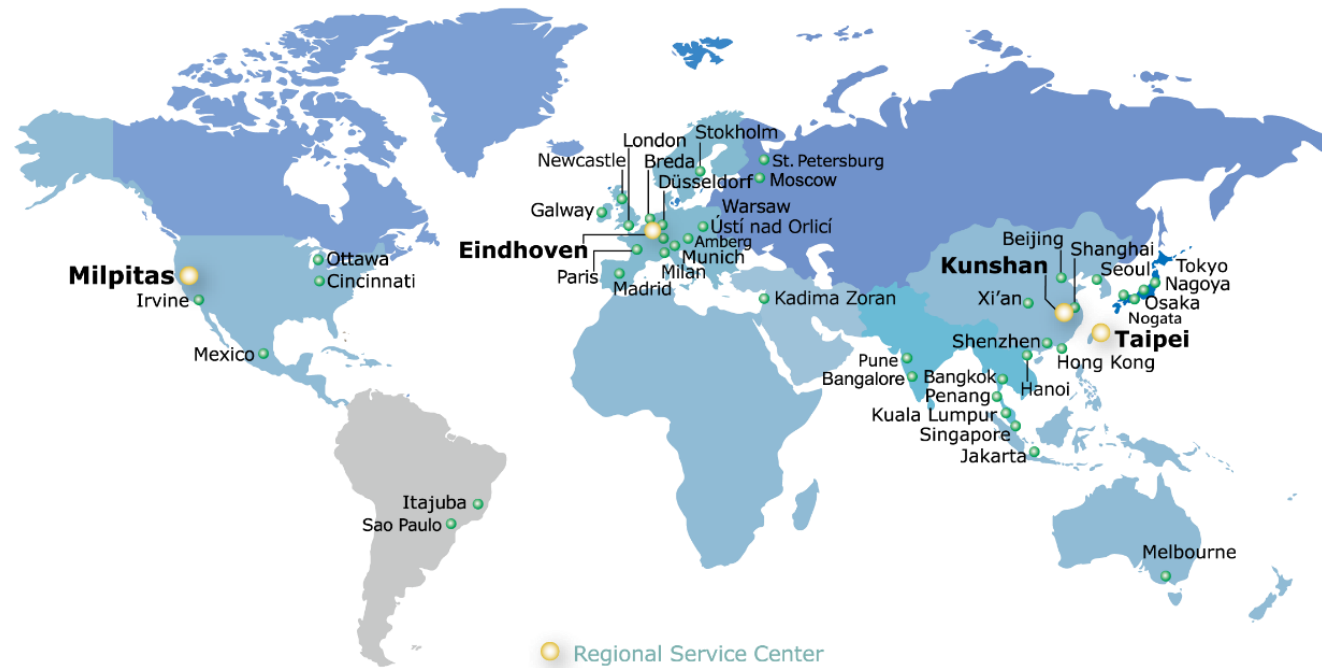 London
Stokholm
Newcastle
Breda
St. Petersburg
Düsseldorf
Moscow
Galway
Warsaw
Ústí nad Orlicí
Eindhoven
Amberg
Munich
Milan
Paris
Madrid
Ottawa
Milpitas
Cincinnati
Irvine
Mexico
Kadima Zoran
Beijing
Shanghai
Kunshan
Seoul
Tokyo
Nagoya
Xi'an
Osaka
Nogata
Taipei
Shenzhen
Hong Kong
Pune
Bangalore
Bangkok
Hanoi
Penang
Kuala Lumpur
Singapore
Jakarta
Itajuba
Sao Paulo
Melbourne
Regional Service Center